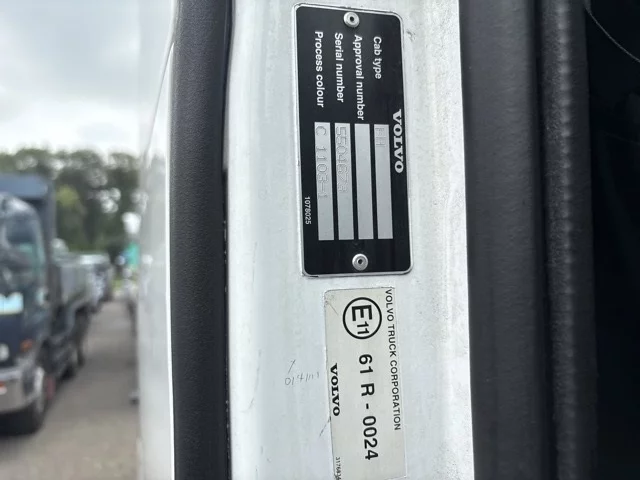 VOLVO
Cab type FH
Approval number
Serial number
Process colour C 1103-1
1078025
VOLVO TRUCK CORPORATION
E11
61 R - 0024
VOLVO